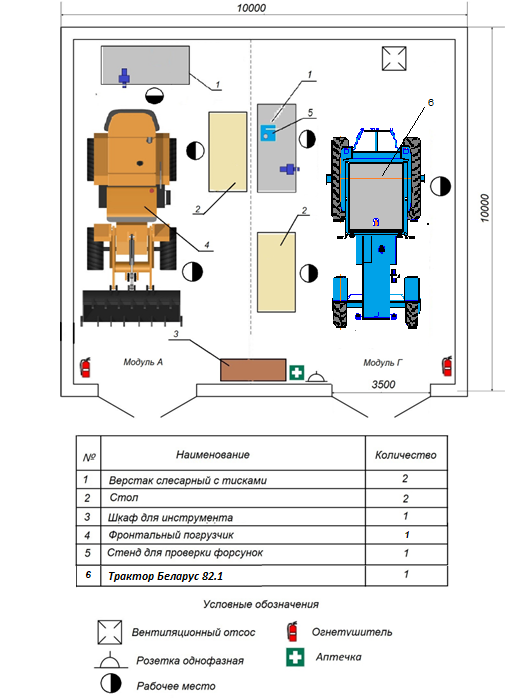 10000
1
1
5
6
2
2
4
10000
3
Модуль А
Модуль Г
3500
№ Наименование Количество
1 Верстак слесарный с тисками 2
2 Стол 2
3 Шкаф для инструмента 1
4 Фронтальный погрузчик 1
5 Стенд для проверки форсунок 1
6 Трактор Беларус 82.1 1
Условные обозначения
Вентиляционный отсос
Огнетушитель
Розетка однофазная
Аптечка
Рабочее место